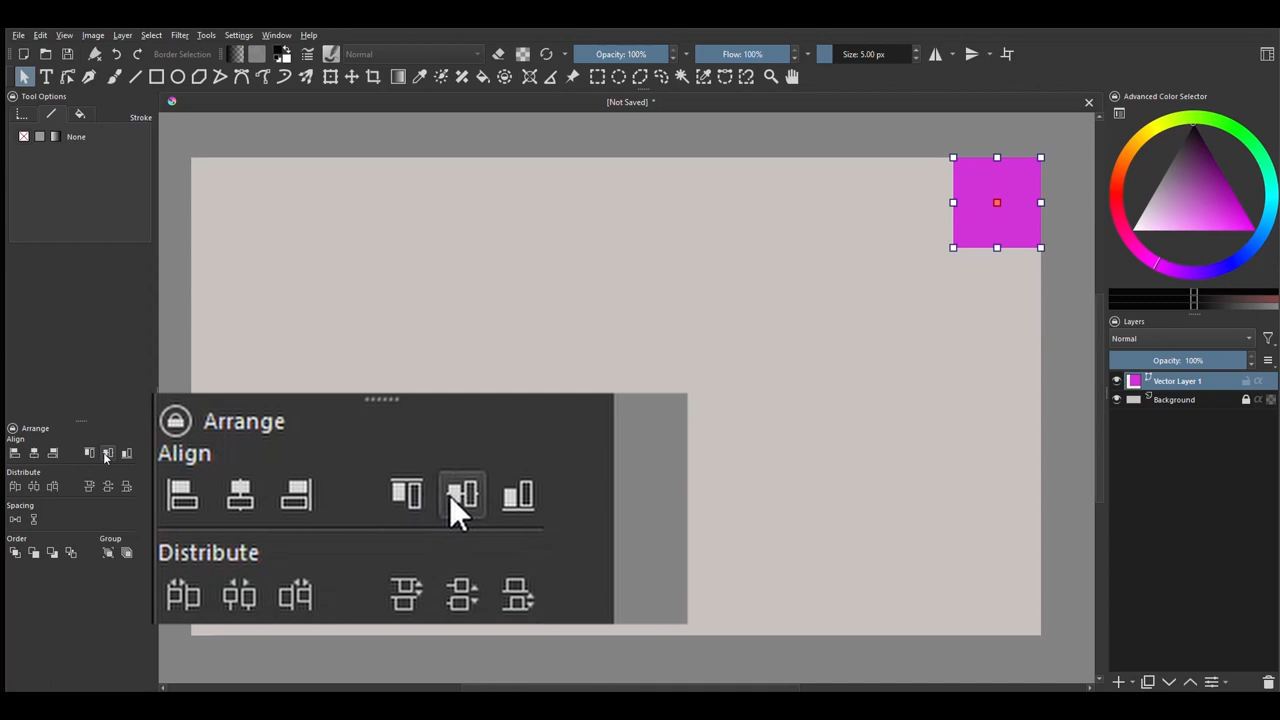 File Edit View Image Layer Select Filter Tools Settings Window Help
Border Selection Normal Opacity: 100% Flow: 100% Size: 5.00 px
Tool Options
[Not Saved] *
Advanced Color Selector
Stroke
None
Layers
Normal
Opacity: 100%
Vector Layer 1
Background
Arrange
Align
Distribute
Spacing
Order Group
Arrange
Align
Distribute